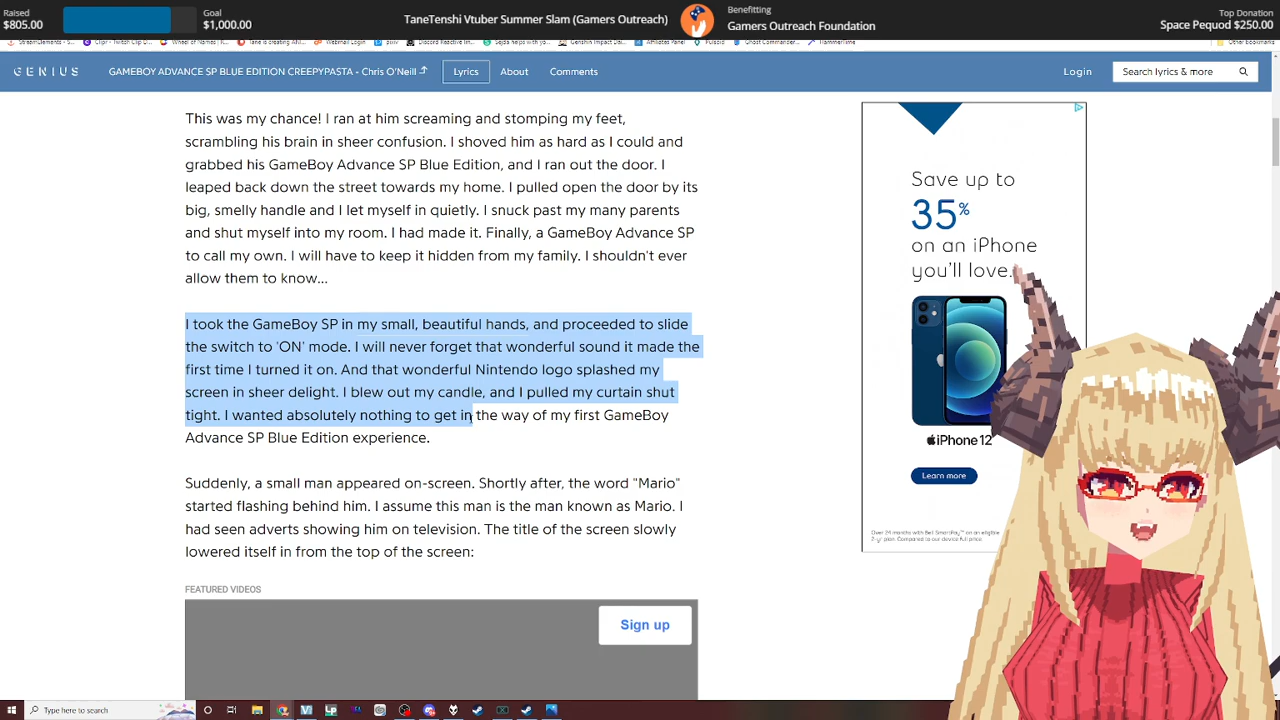 Raised
$805.00
Goal
$1,000.00
TaneTenshi Vtuber Summer Slam (Gamers Outreach)
Benefitting
Gamers Outreach Foundation
Top Donation
Space Pequod $250.00
GENIUS
GAMEBOY ADVANCE SP BLUE EDITION CREEPYPASTA - Chris O'Neill
Lyrics
About
Comments
Login
Search lyrics & more
This was my chance! I ran at him screaming and stomping my feet,
scrambling his brain in sheer confusion. I shoved him as hard as I could and
grabbed his GameBoy Advance SP Blue Edition, and I ran out the door. I
leaped back down the street towards my home. I pulled open the door by its
big, smelly handle and I let myself in quietly. I snuck past my many parents
and shut myself into my room. I had made it. Finally, a GameBoy Advance SP
to call my own. I will have to keep it hidden from my family. I shouldn't ever
allow them to know...
I took the GameBoy SP in my small, beautiful hands, and proceeded to slide
the switch to 'ON' mode. I will never forget that wonderful sound it made the
first time I turned it on. And that wonderful Nintendo logo splashed my
screen in sheer delight. I blew out my candle, and I pulled my curtain shut
tight. I wanted absolutely nothing to get in the way of my first GameBoy
Advance SP Blue Edition experience.
Suddenly, a small man appeared on-screen. Shortly after, the word "Mario"
started flashing behind him. I assume this man is the man known as Mario. I
had seen adverts showing him on television. The title of the screen slowly
lowered itself in from the top of the screen:
FEATURED VIDEOS
Sign up
Save up to
35%
on an iPhone
you'll love.
iPhone 12
Learn more
Type here to search